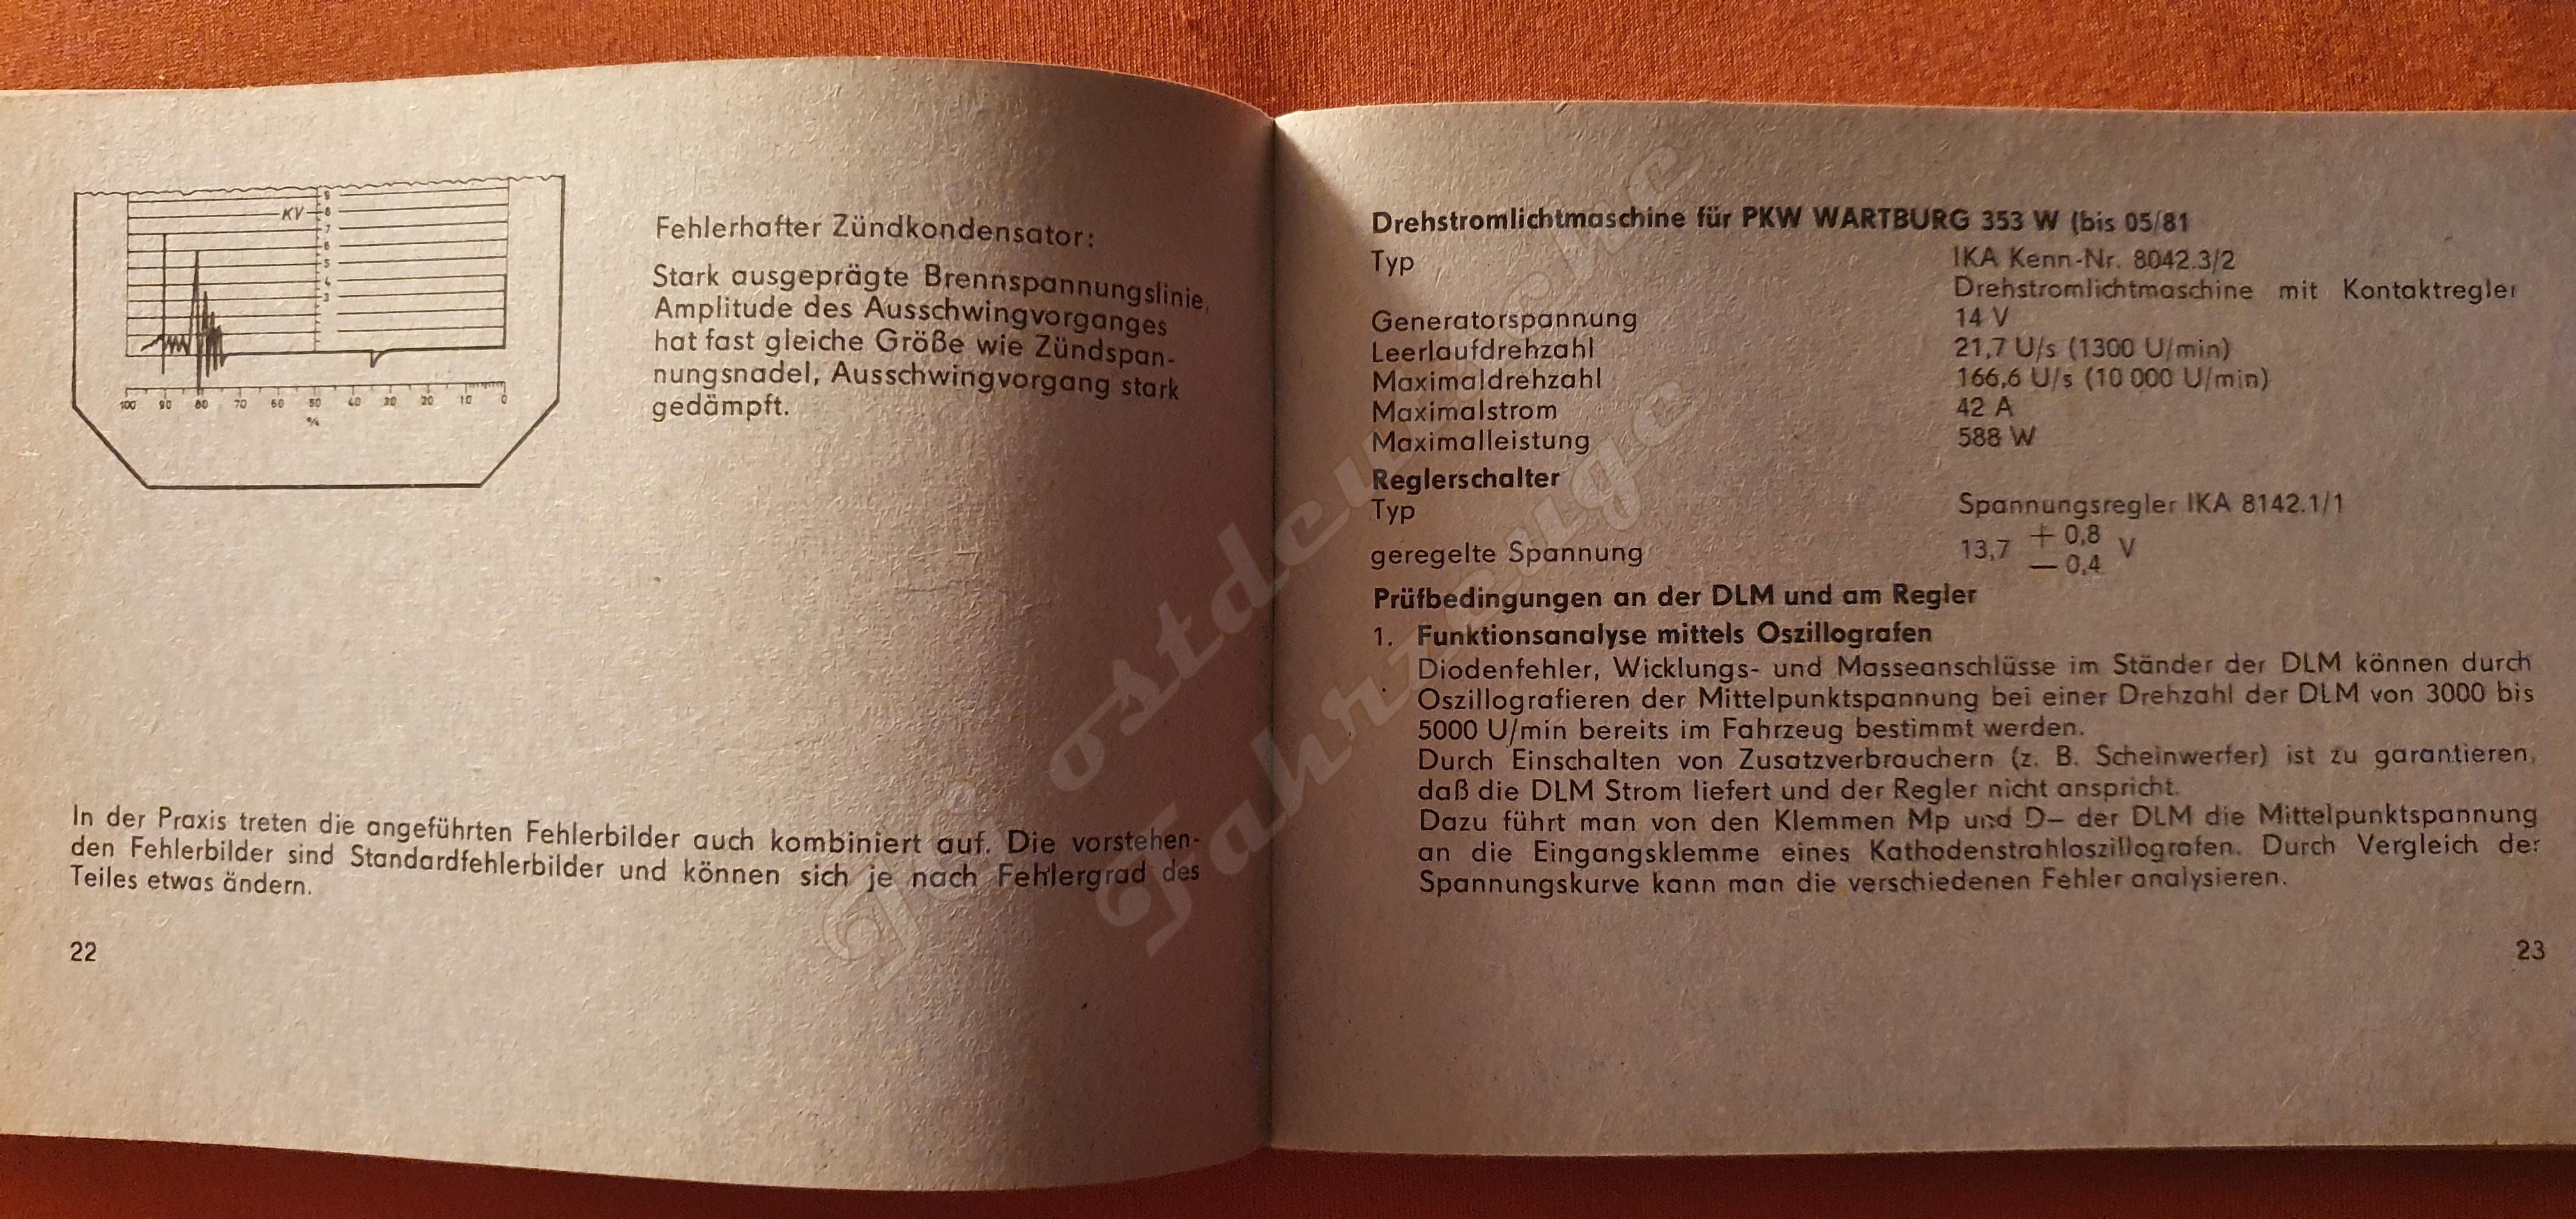 KV
9
8
7
6
5
4
3
100 90 80 70 60 50 40 30 20 10 0
%
Fehlerhafter Zündkondensator:
Stark ausgeprägte Brennspannungslinie,
Amplitude des Ausschwingvorganges
hat fast gleiche Größe wie Zündspan-
nungsnadel, Ausschwingvorgang stark
gedämpft.
In der Praxis treten die angeführten Fehlerbilder auch kombiniert auf. Die vorstehen-
den Fehlerbilder sind Standardfehlerbilder und können sich je nach Fehlergrad des
Teiles etwas ändern.
22
Drehstromlichtmaschine für PKW WARTBURG 353 W (bis 05/81
Typ IKA Kenn-Nr. 8042.3/2
Drehstromlichtmaschine mit Kontaktregler
Generatorspannung 14 V
Leerlaufdrehzahl 21,7 U/s (1300 U/min)
Maximaldrehzahl 166,6 U/s (10 000 U/min)
Maximalstrom 42 A
Maximalleistung 588 W
Reglerschalter
Typ Spannungsregler IKA 8142.1/1
geregelte Spannung 13,7 + 0,8 — 0,4 V
Prüfbedingungen an der DLM und am Regler
1. Funktionsanalyse mittels Oszillografen
Diodenfehler, Wicklungs- und Masseanschlüsse im Ständer der DLM können durch
Oszillografieren der Mittelpunktspannung bei einer Drehzahl der DLM von 3000 bis
5000 U/min bereits im Fahrzeug bestimmt werden.
Durch Einschalten von Zusatzverbrauchern (z. B. Scheinwerfer) ist zu garantieren,
daß die DLM Strom liefert und der Regler nicht anspricht.
Dazu führt man von den Klemmen Mp und D– der DLM die Mittelpunktspannung
an die Eingangsklemme eines Kathodenstrahloszillografen. Durch Vergleich der
Spannungskurve kann man die verschiedenen Fehler analysieren.
23
IG ostdeutsche
Fahrzeuge